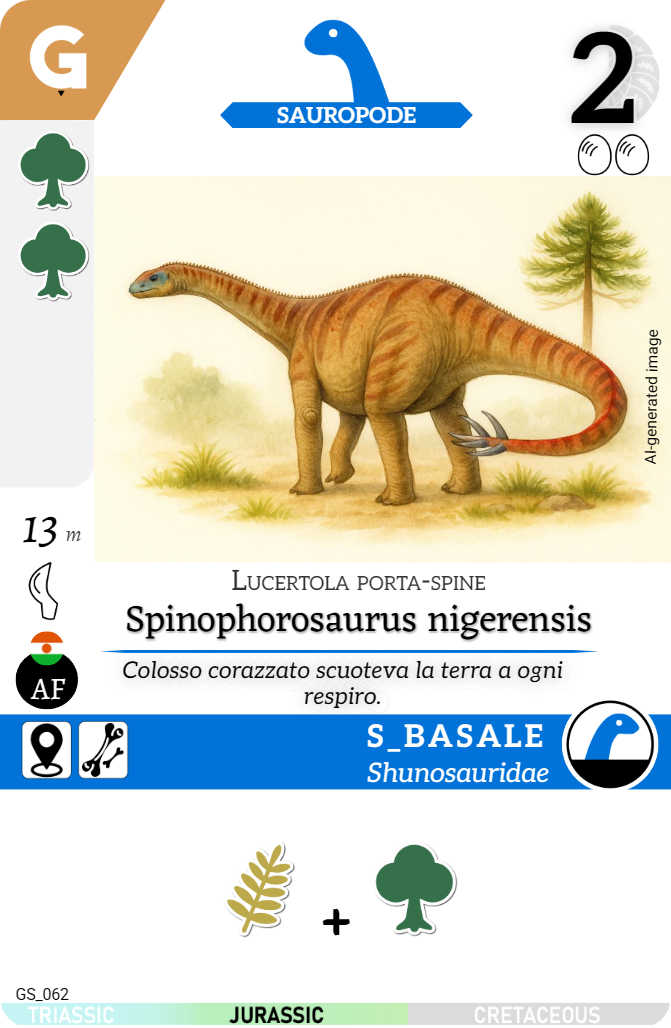 G
SAUROPODE
2
AI-generated image
13 m
Lucertola porta-spine
Spinophorosaurus nigerensis
AF
Colosso corazzato scuoteva la terra a ogni
respiro.
S_BASALE
Shunosauridae
+
GS_062
TRIASSIC JURASSIC CRETACEOUS